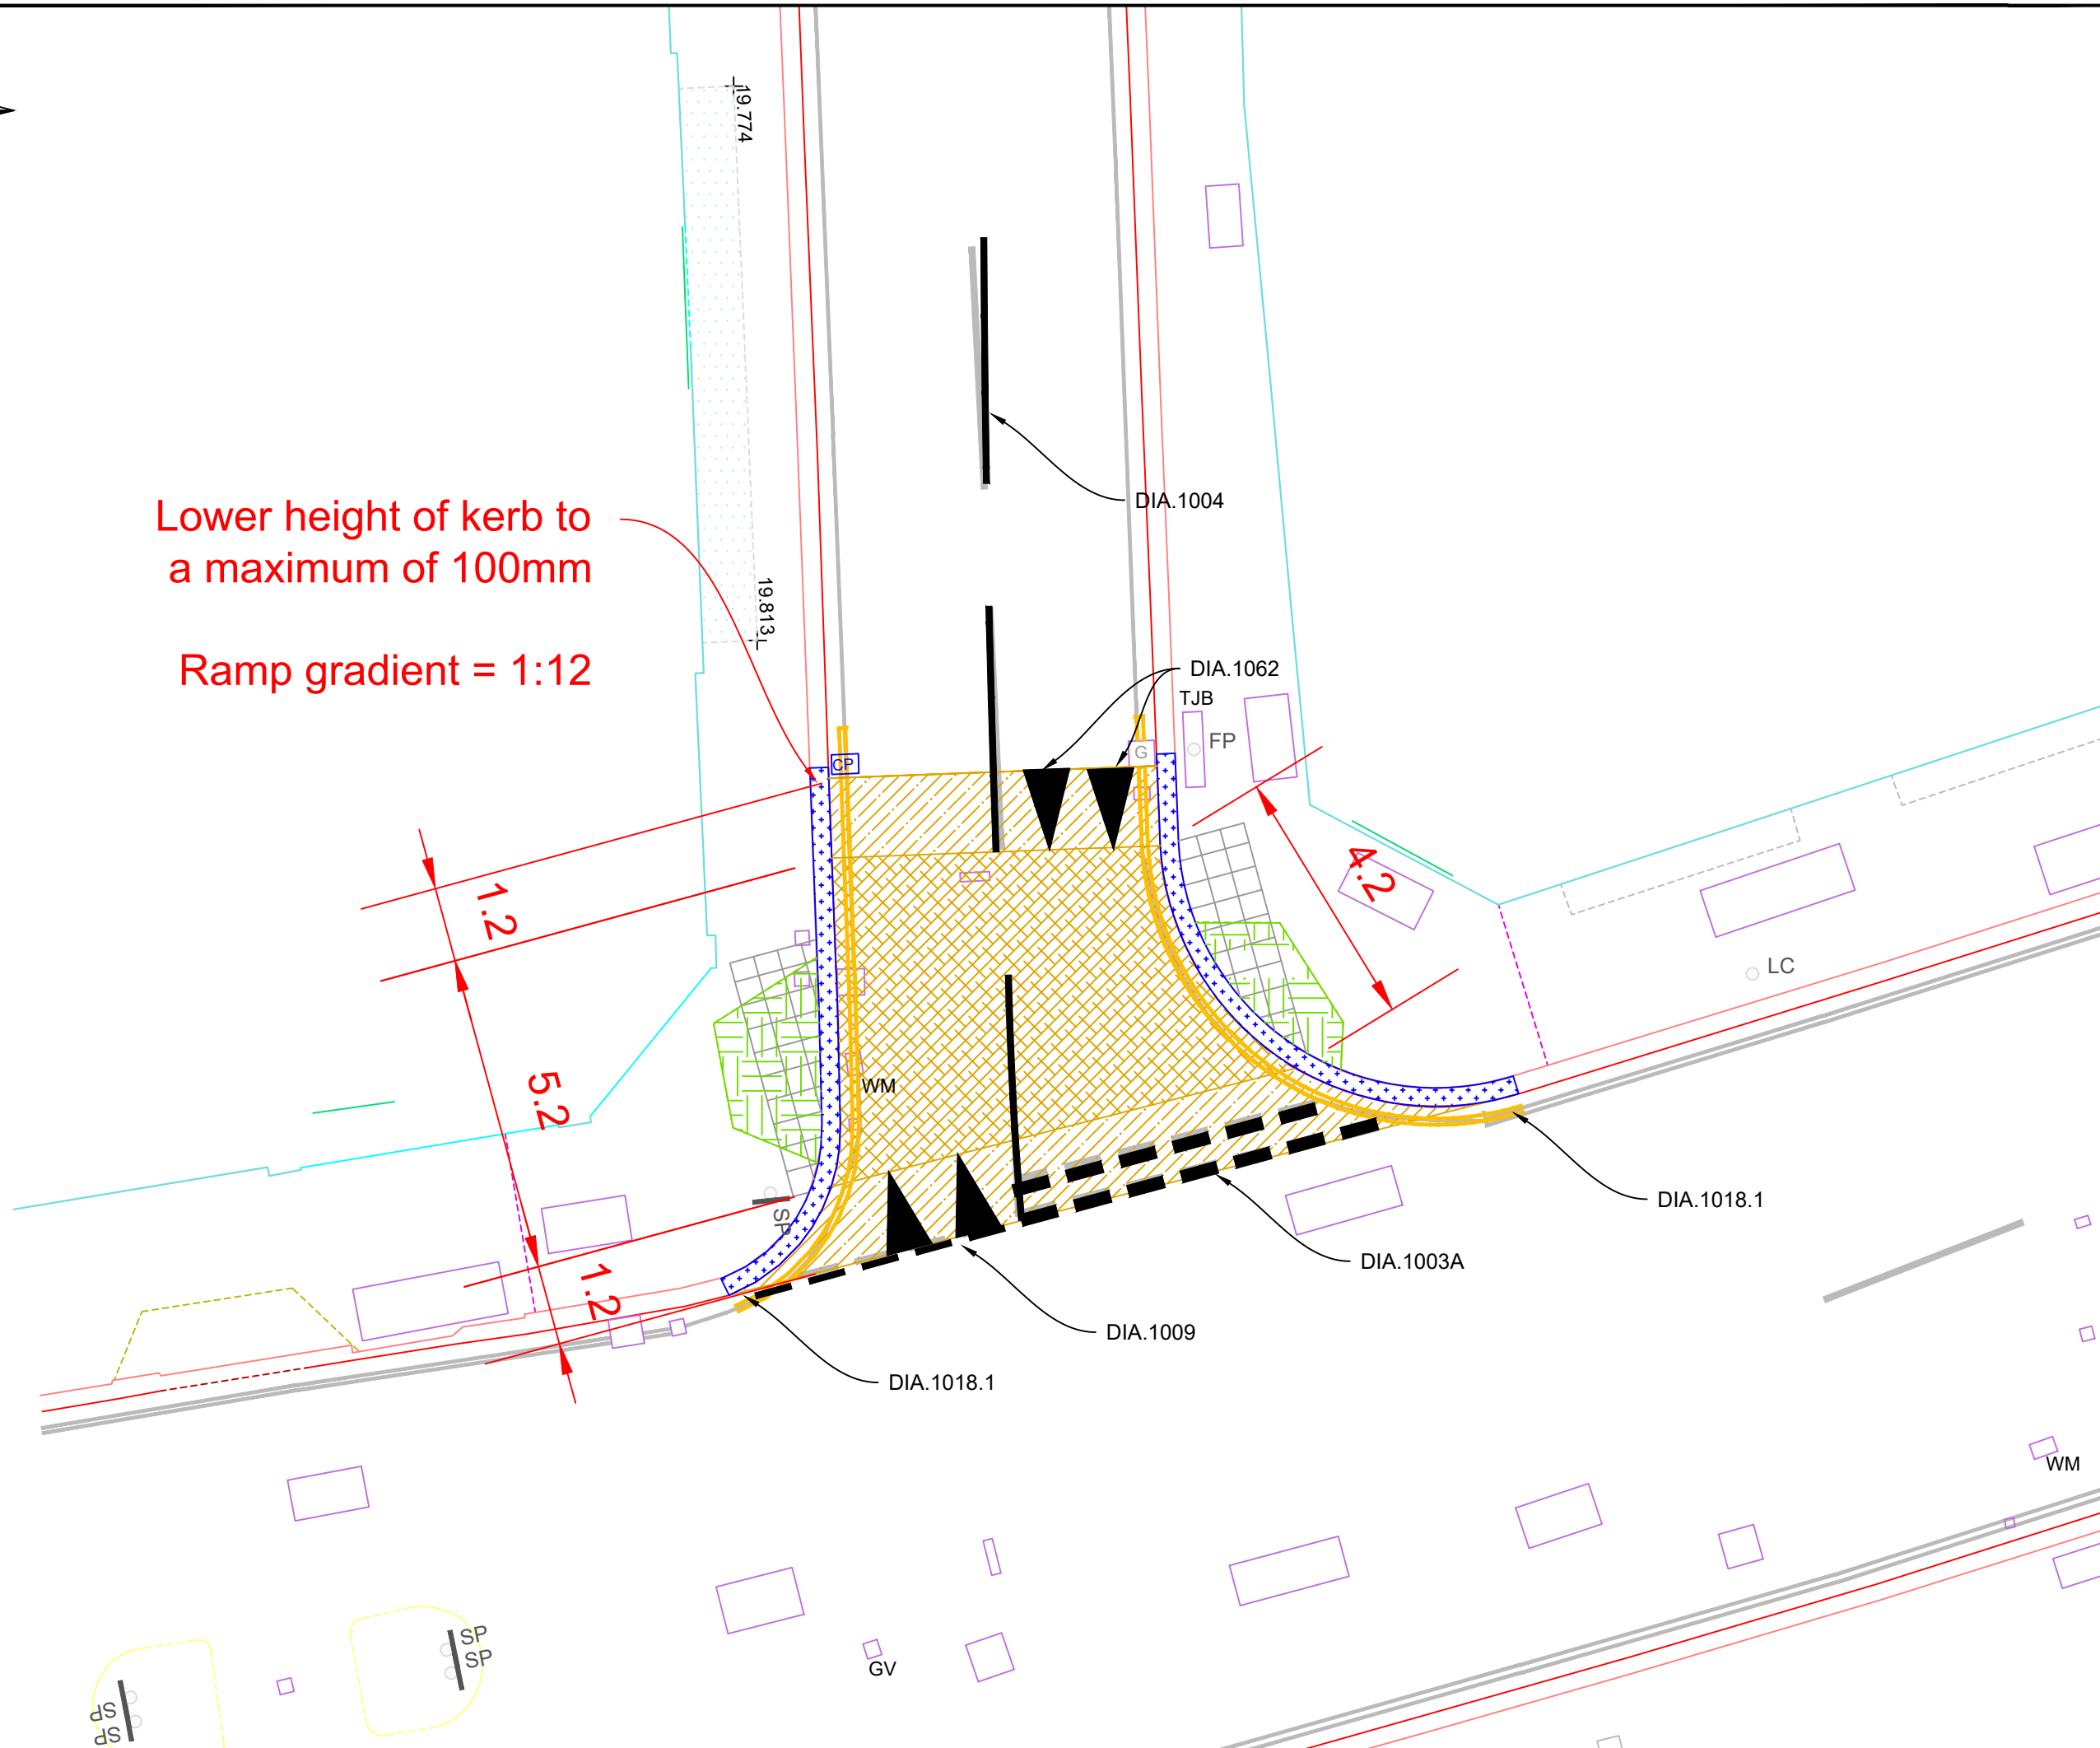 19.774
Lower height of kerb to
a maximum of 100mm
Ramp gradient = 1:12
DIA.1004
19.813
DIA.1062
TJB
FP
CP
G
4.2
1.2
LC
5.2
WM
SP
1.2
DIA.1018.1
DIA.1003A
DIA.1009
DIA.1018.1
WM
SP
SP
GV
SP
SP